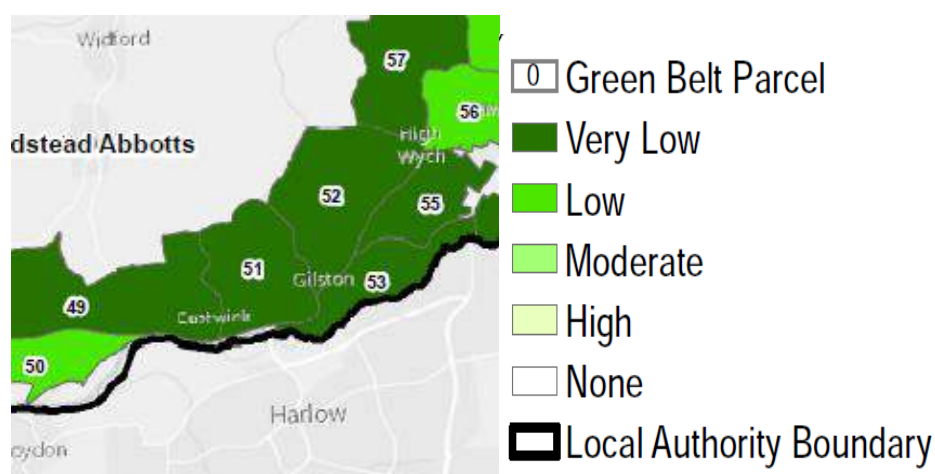 Widford
57
56
dstead Abbotts
High
Wych
52
55
51
Gilston
53
49
Eastwick
50
Harlow
oydon
0 Green Belt Parcel
Very Low
Low
Moderate
High
None
Local Authority Boundary